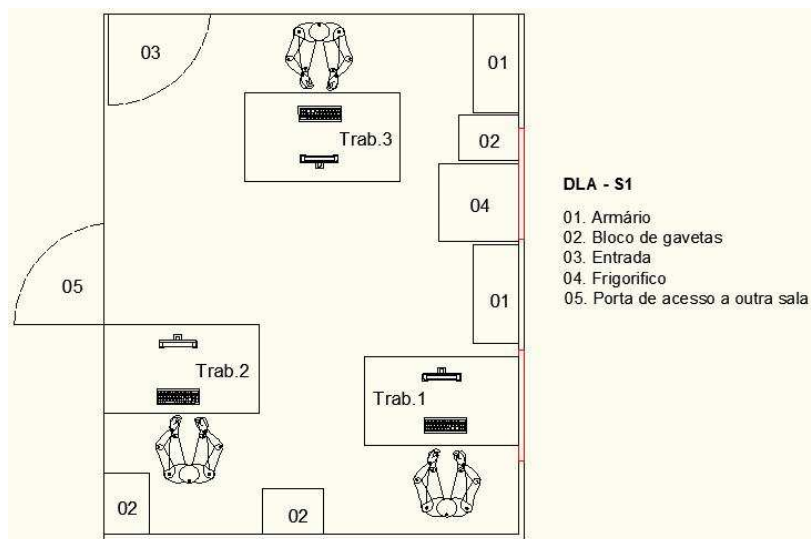 03
01
Trab.3
02
04
05
01
Trab.2
Trab.1
02
02
DLA - S1
01. Armário
02. Bloco de gavetas
03. Entrada
04. Frigorifico
05. Porta de acesso a outra sala